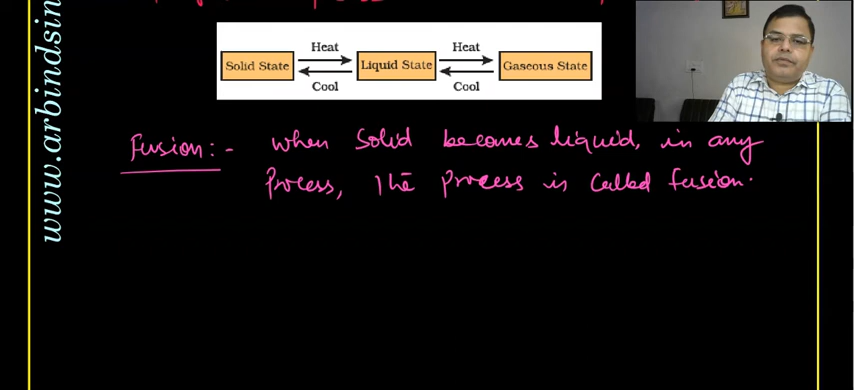 www.arbindsin
Heat Heat
Solid State Liquid State Gaseous State
Cool Cool
Fusion:- When Solid becomes liquid, in any
Process, The process is called fusion.